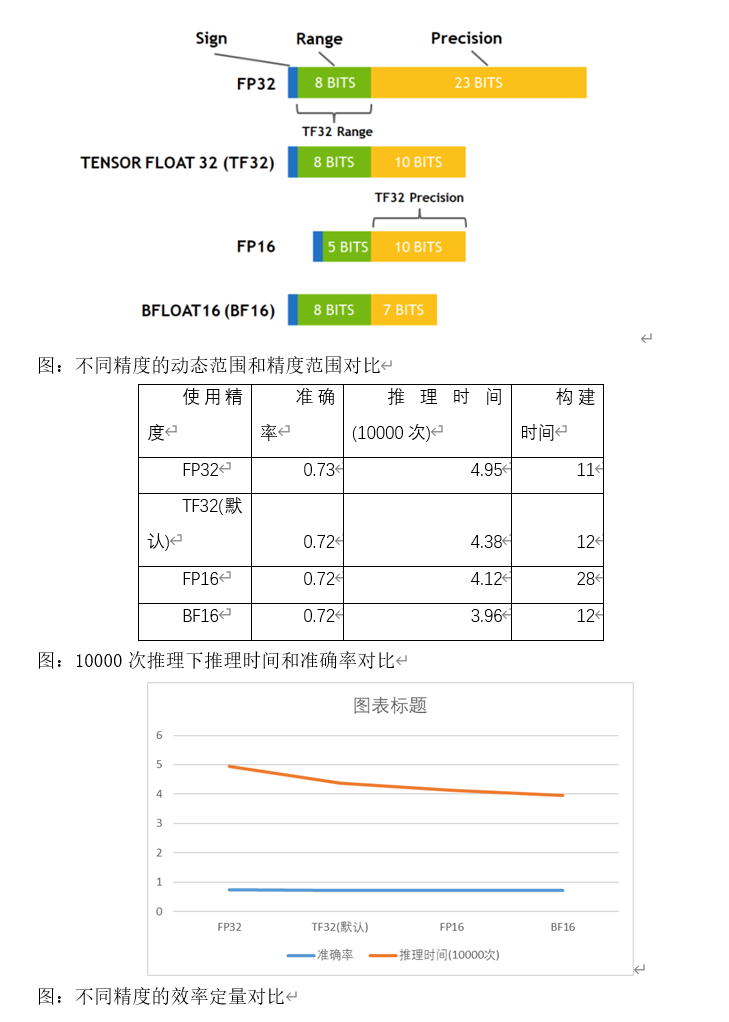 Sign Range Precision
FP32 8 BITS 23 BITS
TF32 Range
TENSOR FLOAT 32 (TF32) 8 BITS 10 BITS
TF32 Precision
FP16 5 BITS 10 BITS
BFLOAT16 (BF16) 8 BITS 7 BITS
图：不同精度的动态范围和精度范围对比
使用精度 准确率 推理时间(10000 次) 构建时间
FP32 0.73 4.95 11
TF32(默认) 0.72 4.38 12
FP16 0.72 4.12 28
BF16 0.72 3.96 12
图：10000 次推理下推理时间和准确率对比
图表标题
6
5
4
3
2
1
0
FP32 TF32(默认) FP16 BF16
准确率 推理时间(10000次)
图：不同精度的效率定量对比